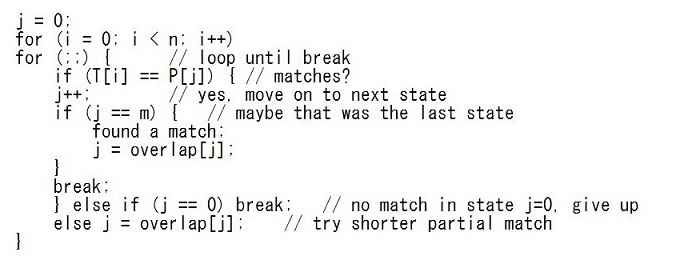 j = 0;
for (i = 0; i < n; i++)
for (;;) {      // loop until break
    if (T[i] == P[j]) { // matches?
    j++;        // yes, move on to next state
    if (j == m) {   // maybe that was the last state
        found a match;
        j = overlap[j];
    }
    break;
    } else if (j == 0) break;   // no match in state j=0, give up
    else j = overlap[j];    // try shorter partial match
}